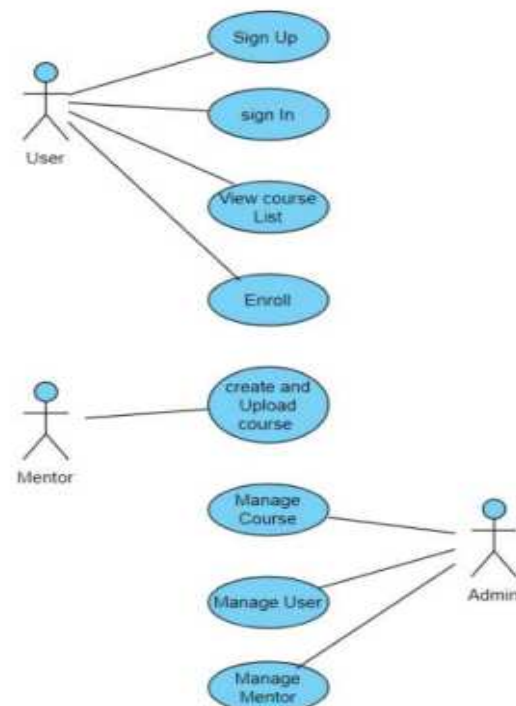 Sign Up
sign In
User
View course
List
Enroll
create and
Upload
course
Mentor
Manage
Course
Admin
Manage User
Manage
Mentor